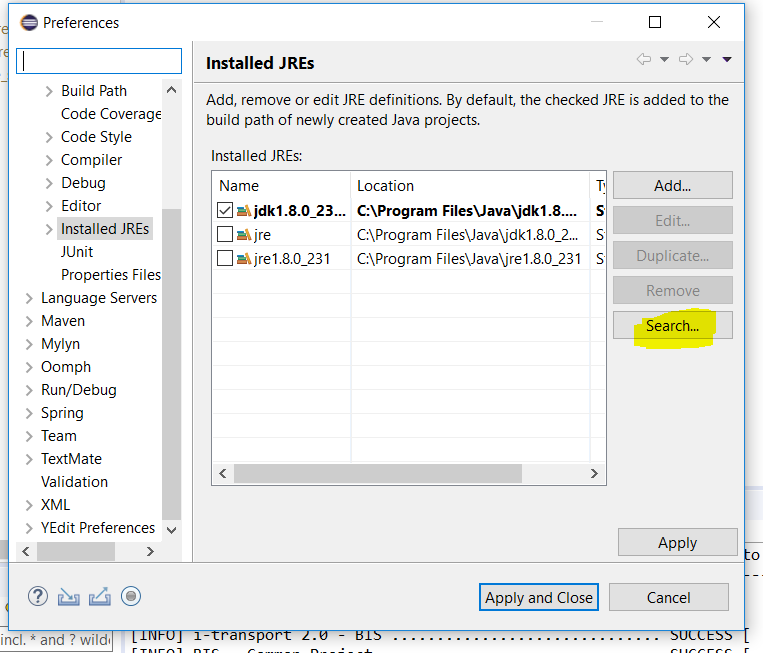 Preferences
Installed JREs
Add, remove or edit JRE definitions. By default, the checked JRE is added to the
build path of newly created Java projects.
Installed JREs:
Build Path
Code Coverage
Code Style
Compiler
Debug
Editor
Installed JREs
JUnit
Properties Files
Language Servers
Maven
Mylyn
Oomph
Run/Debug
Spring
Team
TextMate
Validation
XML
YEdit Preferences
Name Location Ty
jdk1.8.0_23... C:\Program Files\Java\jdk1.8.... St
jre C:\Program Files\Java\jdk1.8.0_2... St
jre1.8.0_231 C:\Program Files\Java\jre1.8.0_231 St
Add...
Edit...
Duplicate...
Remove
Search...
Apply
Apply and Close Cancel
to
incl. * and ? wilde
[INFO] i-transport 2.0 - BIS .............................. SUCCESS [
[INFO] BIS - Common Project SUCCESS [